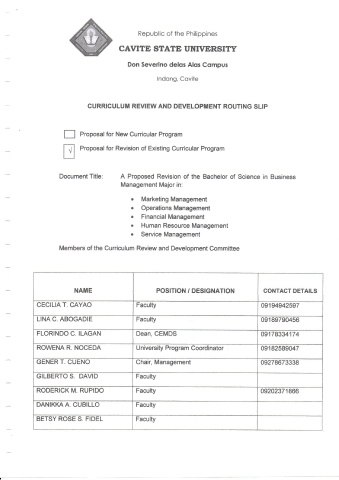 Republic of the Philippines
CAVITE STATE UNIVERSITY
Don Severino delas Alas Campus
Indang, Cavite
CURRICULUM REVIEW AND DEVELOPMENT ROUTING SLIP
Proposal for New Curricular Program
√ Proposal for Revision of Existing Curricular Program
Document Title: A Proposed Revision of the Bachelor of Science in Business
Management Major in:
• Marketing Management
• Operations Management
• Financial Management
• Human Resource Management
• Service Management
Members of the Curriculum Review and Development Committee
NAME POSITION / DESIGNATION CONTACT DETAILS
CECILIA T. CAYAO Faculty 09194942597
LINA C. ABOGADIE Faculty 09189790456
FLORINDO C. ILAGAN Dean, CEMDS 09178334174
ROWENA R. NOCEDA University Program Coordinator 09182589047
GENER T. CUENO Chair, Management 09278673338
GILBERTO S. DAVID Faculty
RODERICK M. RUPIDO Faculty 09202371866
DANIKKA A. CUBILLO Faculty
BETSY ROSE S. FIDEL Faculty